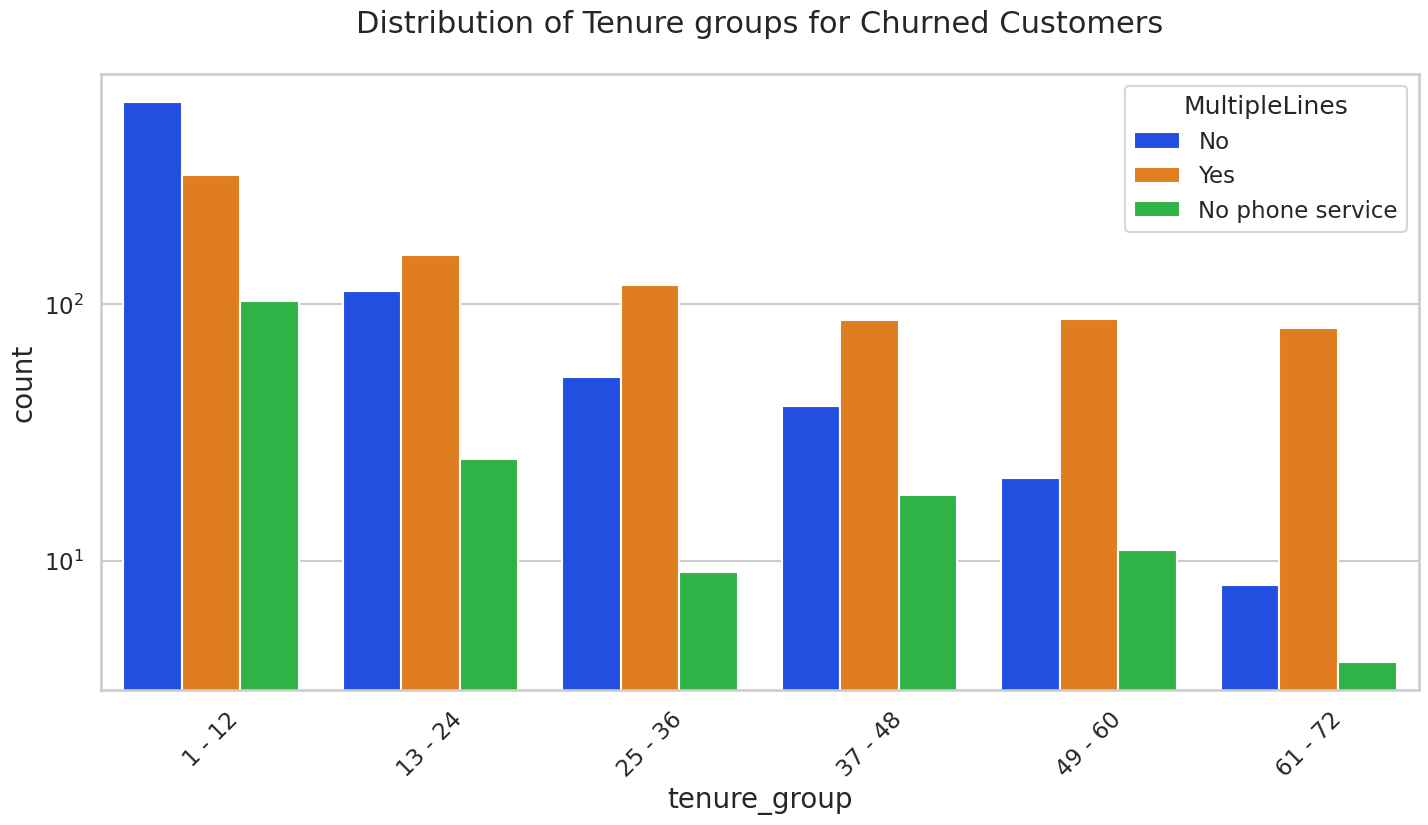 Distribution of Tenure groups for Churned Customers
MultipleLines
No
Yes
No phone service
10²
10¹
count
1 - 12
13 - 24
25 - 36
37 - 48
49 - 60
61 - 72
tenure_group